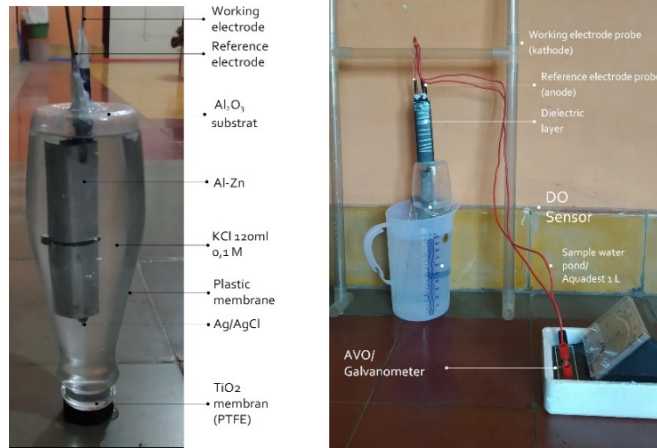 Working
electrode
Reference
electrode
Al₂O₃
substrat
Al-Zn
KCl 120ml
0,1 M
Plastic
membrane
Ag/AgCl
TiO2
membran
(PTFE)
Working electrode probe
(kathode)
Reference electrode probe
(anode)
Dielectric
layer
DO
Sensor
Sample water
pond/
Aquadest 1 L
AVO/
Galvanometer